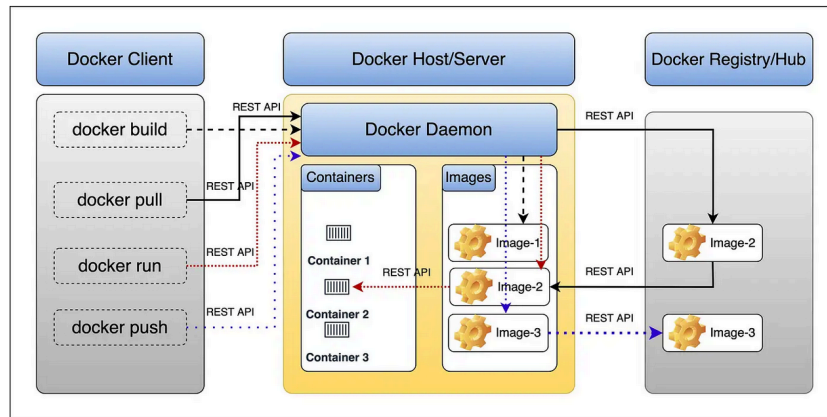 Docker Client
Docker Host/Server
Docker Registry/Hub
REST API
docker build
REST API
docker pull
REST API
docker run
REST API
docker push
Docker Daemon
REST API
Containers
Container 1
Container 2
Container 3
REST API
Images
Image-1
Image-2
Image-3
REST API
REST API
Image-2
Image-3